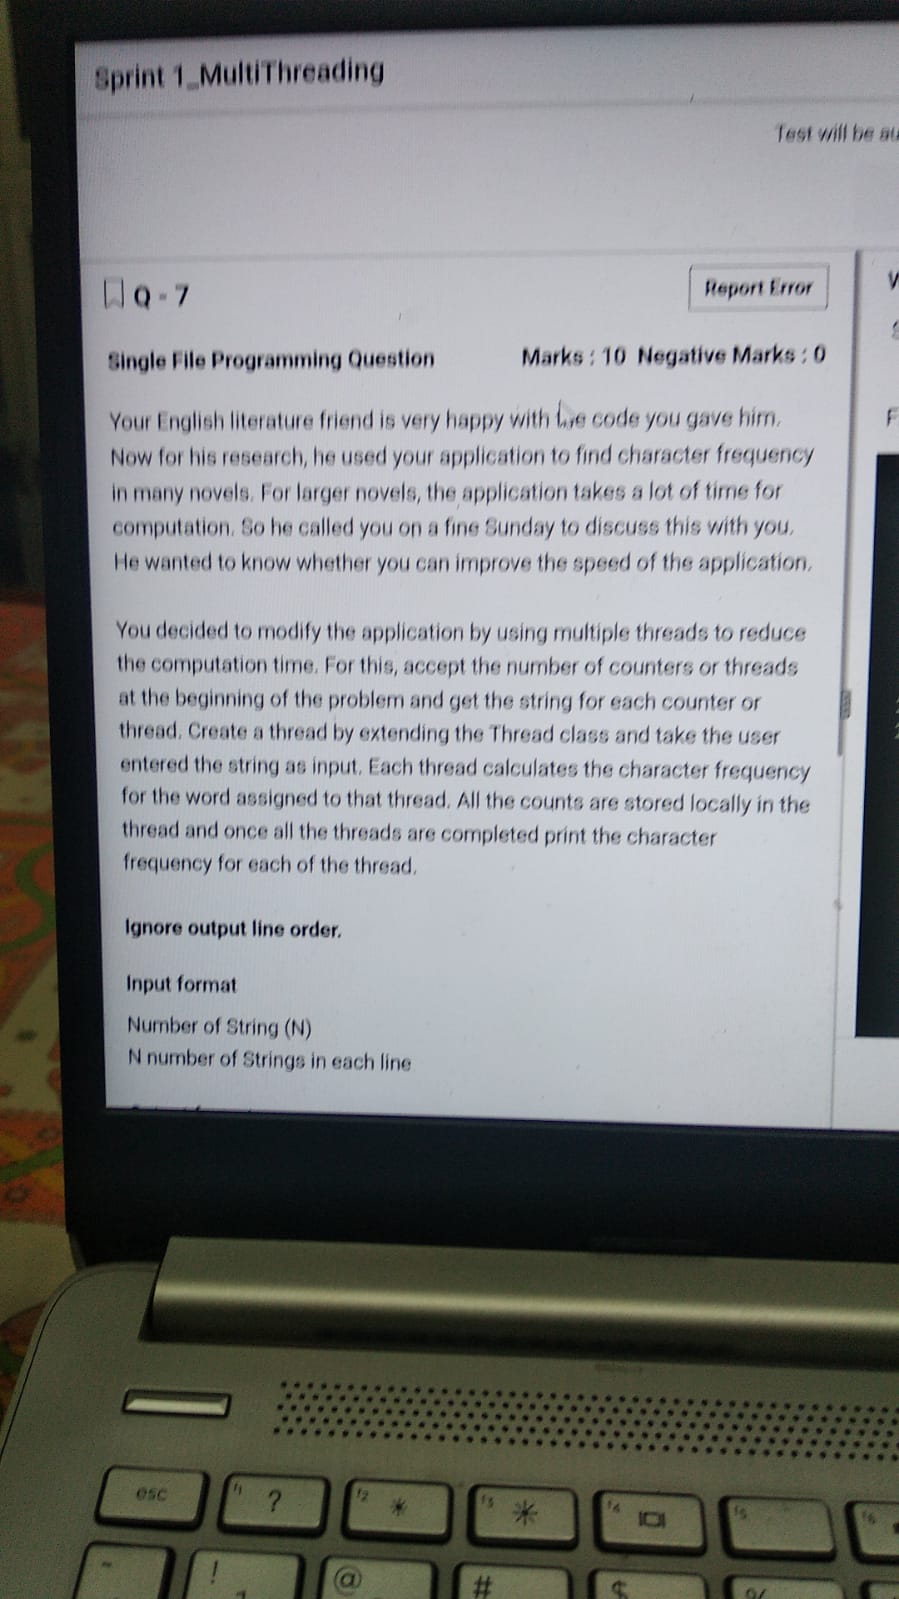 Sprint 1_MultiThreading
Test will be au
Q - 7
Report Error
Single File Programming Question
Marks : 10 Negative Marks : 0
Your English literature friend is very happy with the code you gave him.
Now for his research, he used your application to find character frequency
in many novels. For larger novels, the application takes a lot of time for
computation. So he called you on a fine Sunday to discuss this with you.
He wanted to know whether you can improve the speed of the application.
You decided to modify the application by using multiple threads to reduce
the computation time. For this, accept the number of counters or threads
at the beginning of the problem and get the string for each counter or
thread. Create a thread by extending the Thread class and take the user
entered the string as input. Each thread calculates the character frequency
for the word assigned to that thread. All the counts are stored locally in the
thread and once all the threads are completed print the character
frequency for each of the thread.
Ignore output line order.
Input format
Number of String (N)
N number of Strings in each line
esc
f1 ?
f2
f3
f4
f5
f6
!
@
#
$
%